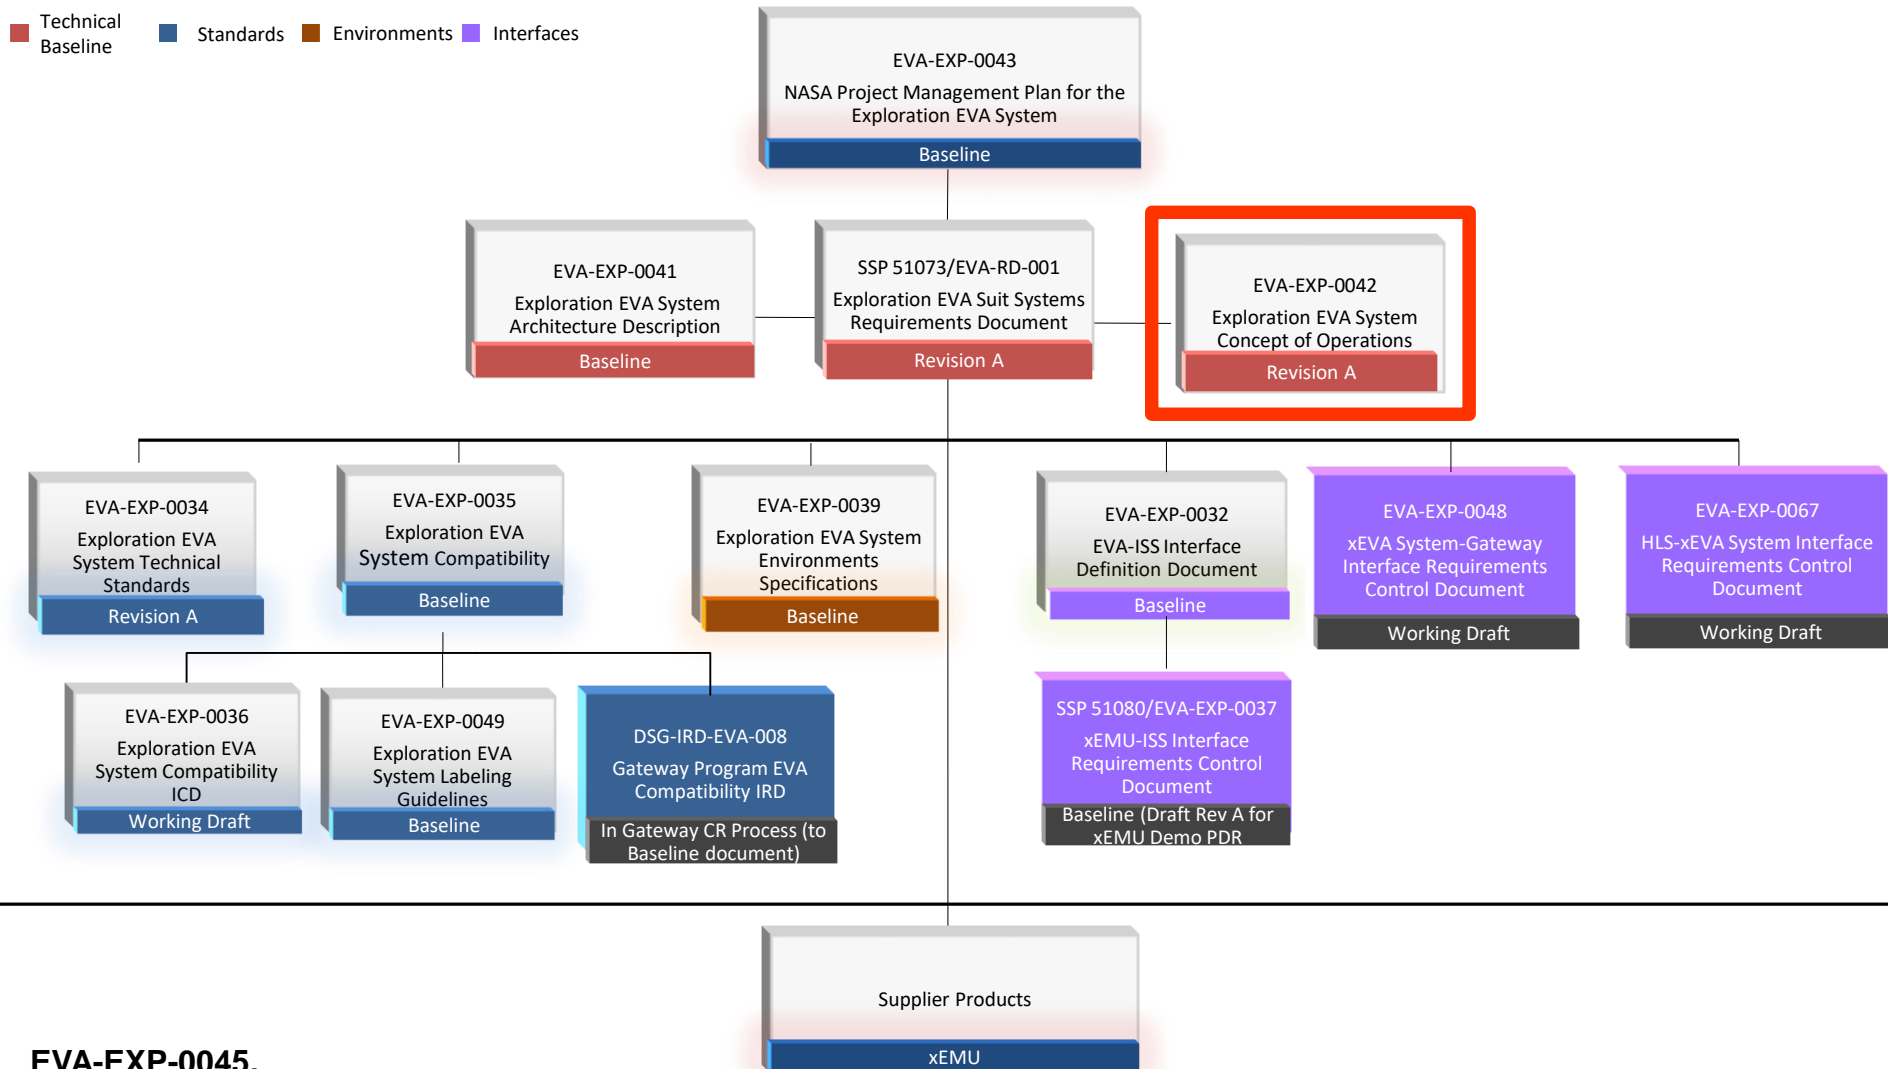 Technical
Baseline
Standards
Environments
Interfaces
EVA-EXP-0043
NASA Project Management Plan for the
Exploration EVA System
Baseline
EVA-EXP-0041
Exploration EVA System
Architecture Description
Baseline
SSP 51073/EVA-RD-001
Exploration EVA Suit Systems
Requirements Document
Revision A
EVA-EXP-0042
Exploration EVA System
Concept of Operations
Revision A
EVA-EXP-0034
Exploration EVA
System Technical
Standards
Revision A
EVA-EXP-0035
Exploration EVA
System Compatibility
Baseline
EVA-EXP-0039
Exploration EVA System
Environments
Specifications
Baseline
EVA-EXP-0032
EVA-ISS Interface
Definition Document
Baseline
EVA-EXP-0048
xEVA System-Gateway
Interface Requirements
Control Document
Working Draft
EVA-EXP-0067
HLS-xEVA System Interface
Requirements Control
Document
Working Draft
EVA-EXP-0036
Exploration EVA
System Compatibility
ICD
Working Draft
EVA-EXP-0049
Exploration EVA
System Labeling
Guidelines
Baseline
DSG-IRD-EVA-008
Gateway Program EVA
Compatibility IRD
In Gateway CR Process (to
Baseline document)
SSP 51080/EVA-EXP-0037
xEMU-ISS Interface
Requirements Control
Document
Baseline (Draft Rev A for
xEMU Demo PDR
Supplier Products
xEMU
EVA-EXP-0045,